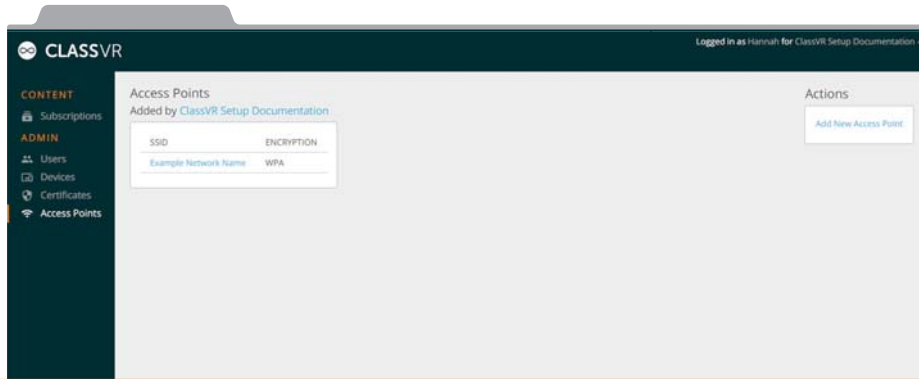 CLASSVR
Logged in as Hannah for ClassVR Setup Documentation
CONTENT
Subscriptions
ADMIN
Users
Devices
Certificates
Access Points
Access Points
Added by ClassVR Setup Documentation
SSID ENCRYPTION
Example Network Name WPA
Actions
Add New Access Point